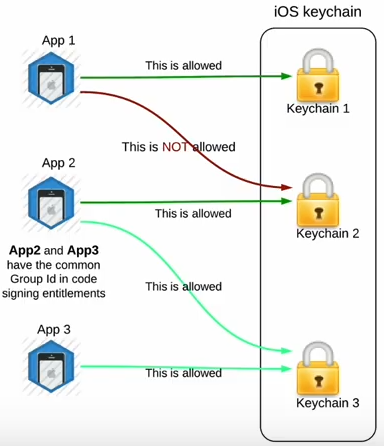 iOS keychain
App 1
This is allowed
Keychain 1
This is NOT allowed
App 2
This is allowed
Keychain 2
App2 and App3
have the common
Group Id in code
signing entitlements
This is allowed
App 3
This is allowed
Keychain 3